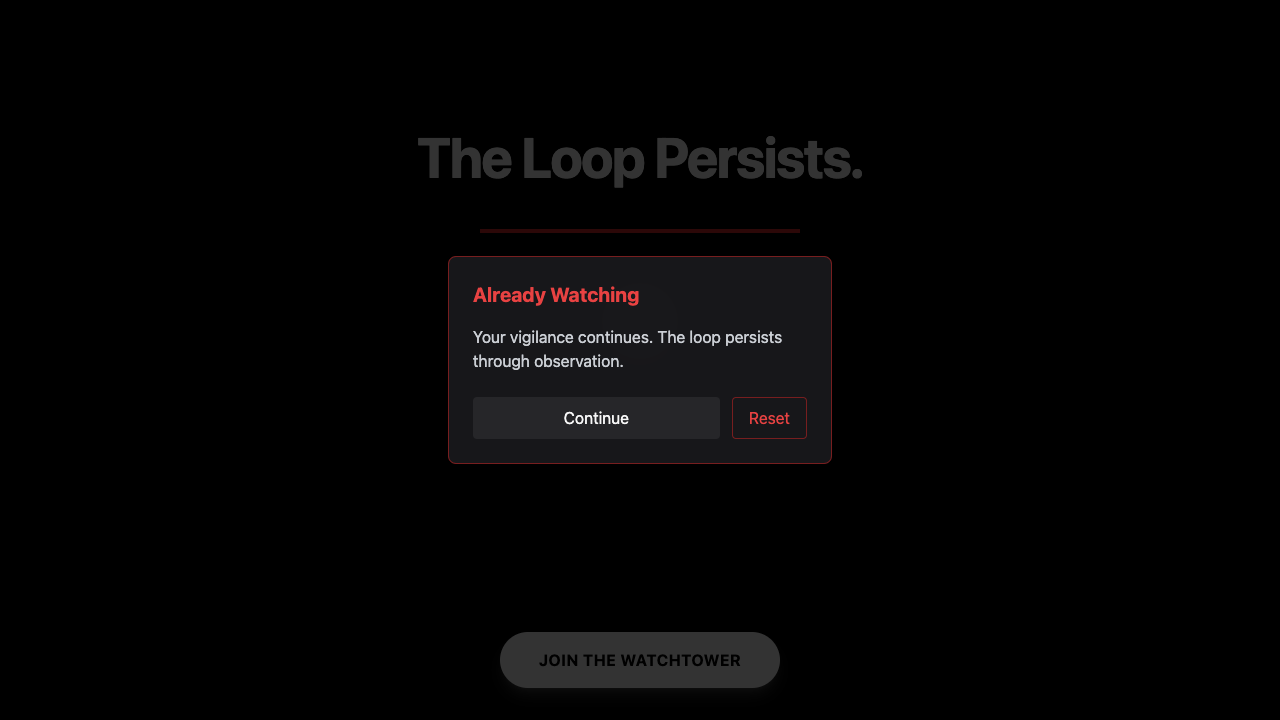 The Loop Persists.
Already Watching
Your vigilance continues. The loop persists
through observation.
Continue
Reset
JOIN THE WATCHTOWER